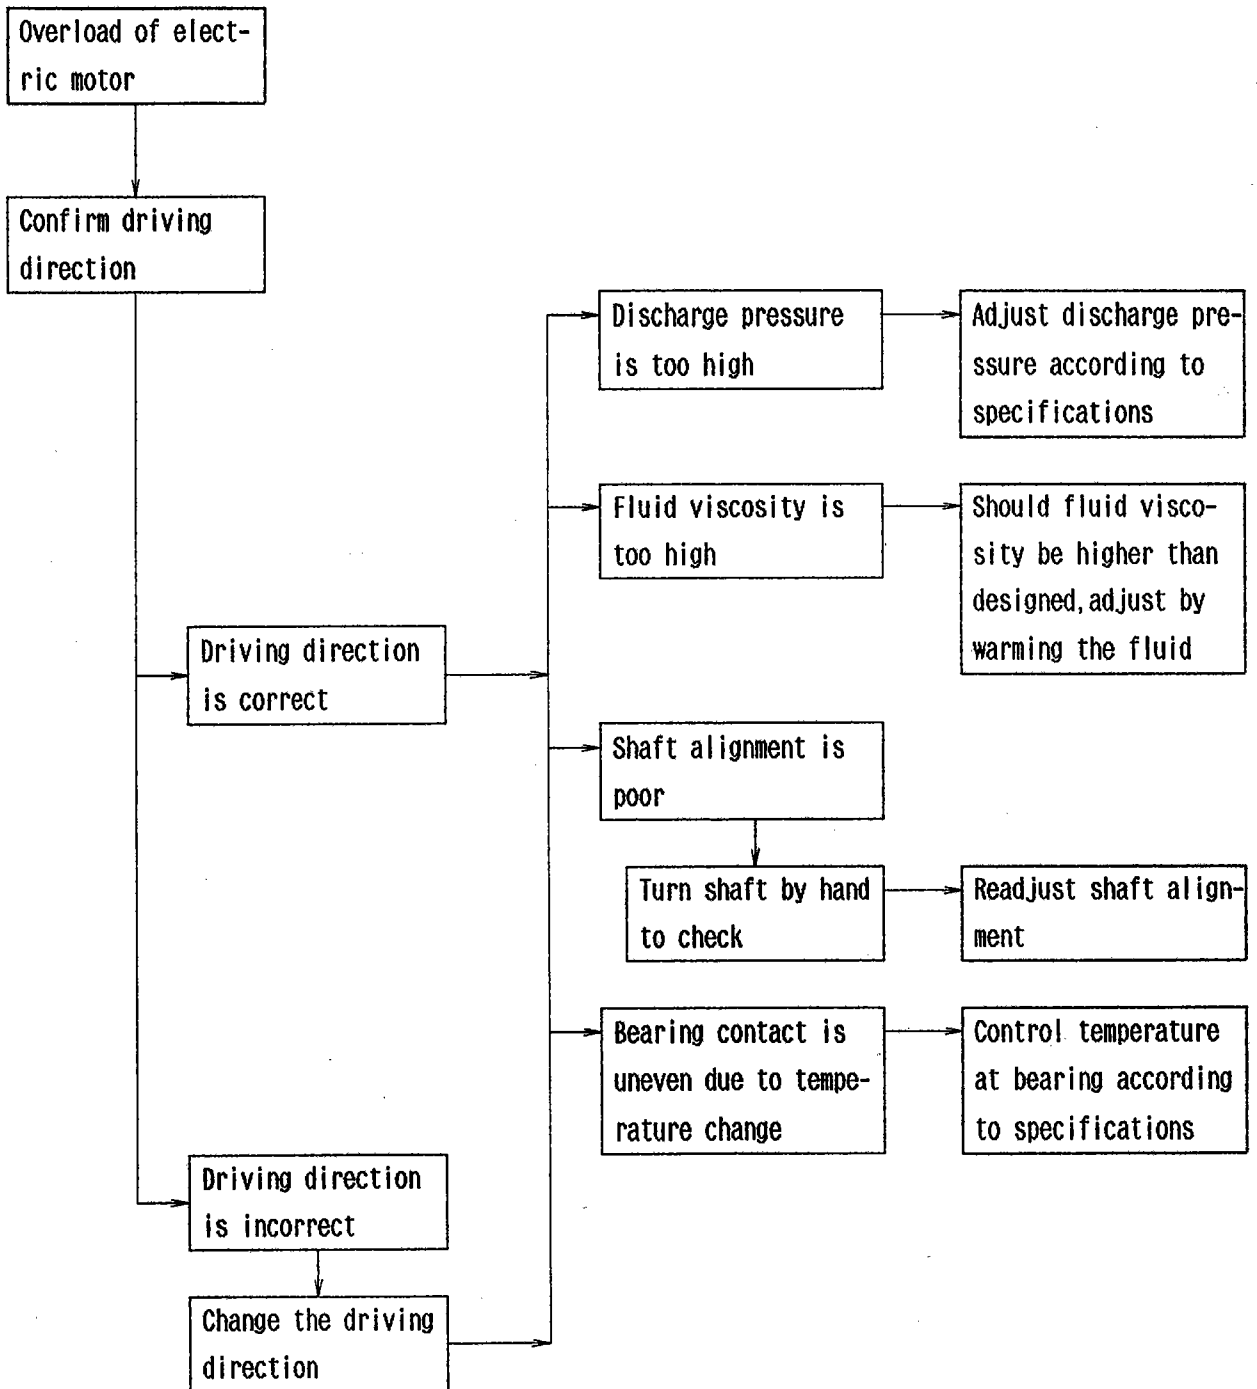 Overload of elect-
ric motor
Confirm driving
direction
Discharge pressure
is too high
Adjust discharge pre-
ssure according to
specifications
Fluid viscosity is
too high
Should fluid visco-
sity be higher than
designed,adjust by
warming the fluid
Driving direction
is correct
Shaft alignment is
poor
Turn shaft by hand
to check
Readjust shaft align-
ment
Bearing contact is
uneven due to tempe-
rature change
Control temperature
at bearing according
to specifications
Driving direction
is incorrect
Change the driving
direction